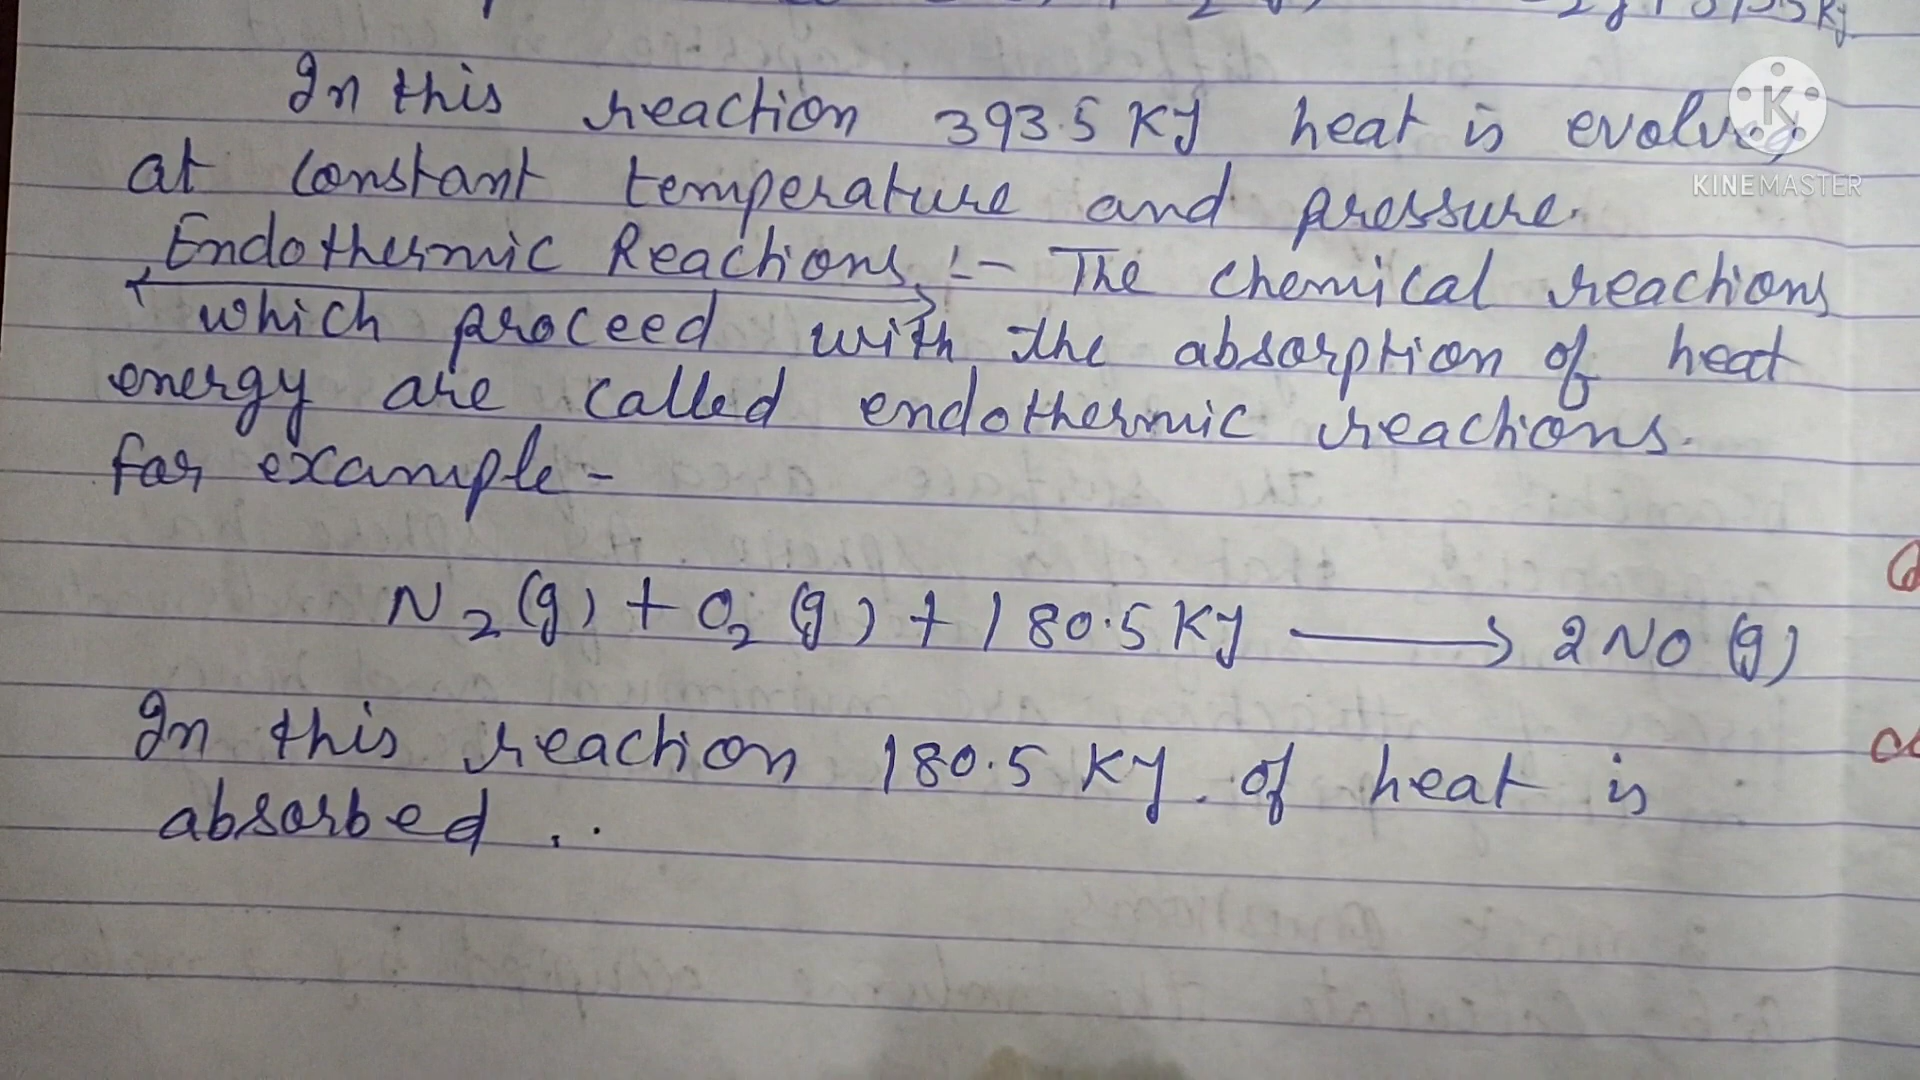 In this reaction 393.5 KJ heat is evolved
at constant temperature and pressure.
Endothermic Reactions :- The chemical reactions
which proceed with the absorption of heat
energy are called endothermic reactions.
For example -
N₂ (g) + O₂ (g) + 180.5 KJ ⟶ 2NO (g)
In this reaction 180.5 KJ of heat is
absorbed . .
K
KINEMASTER